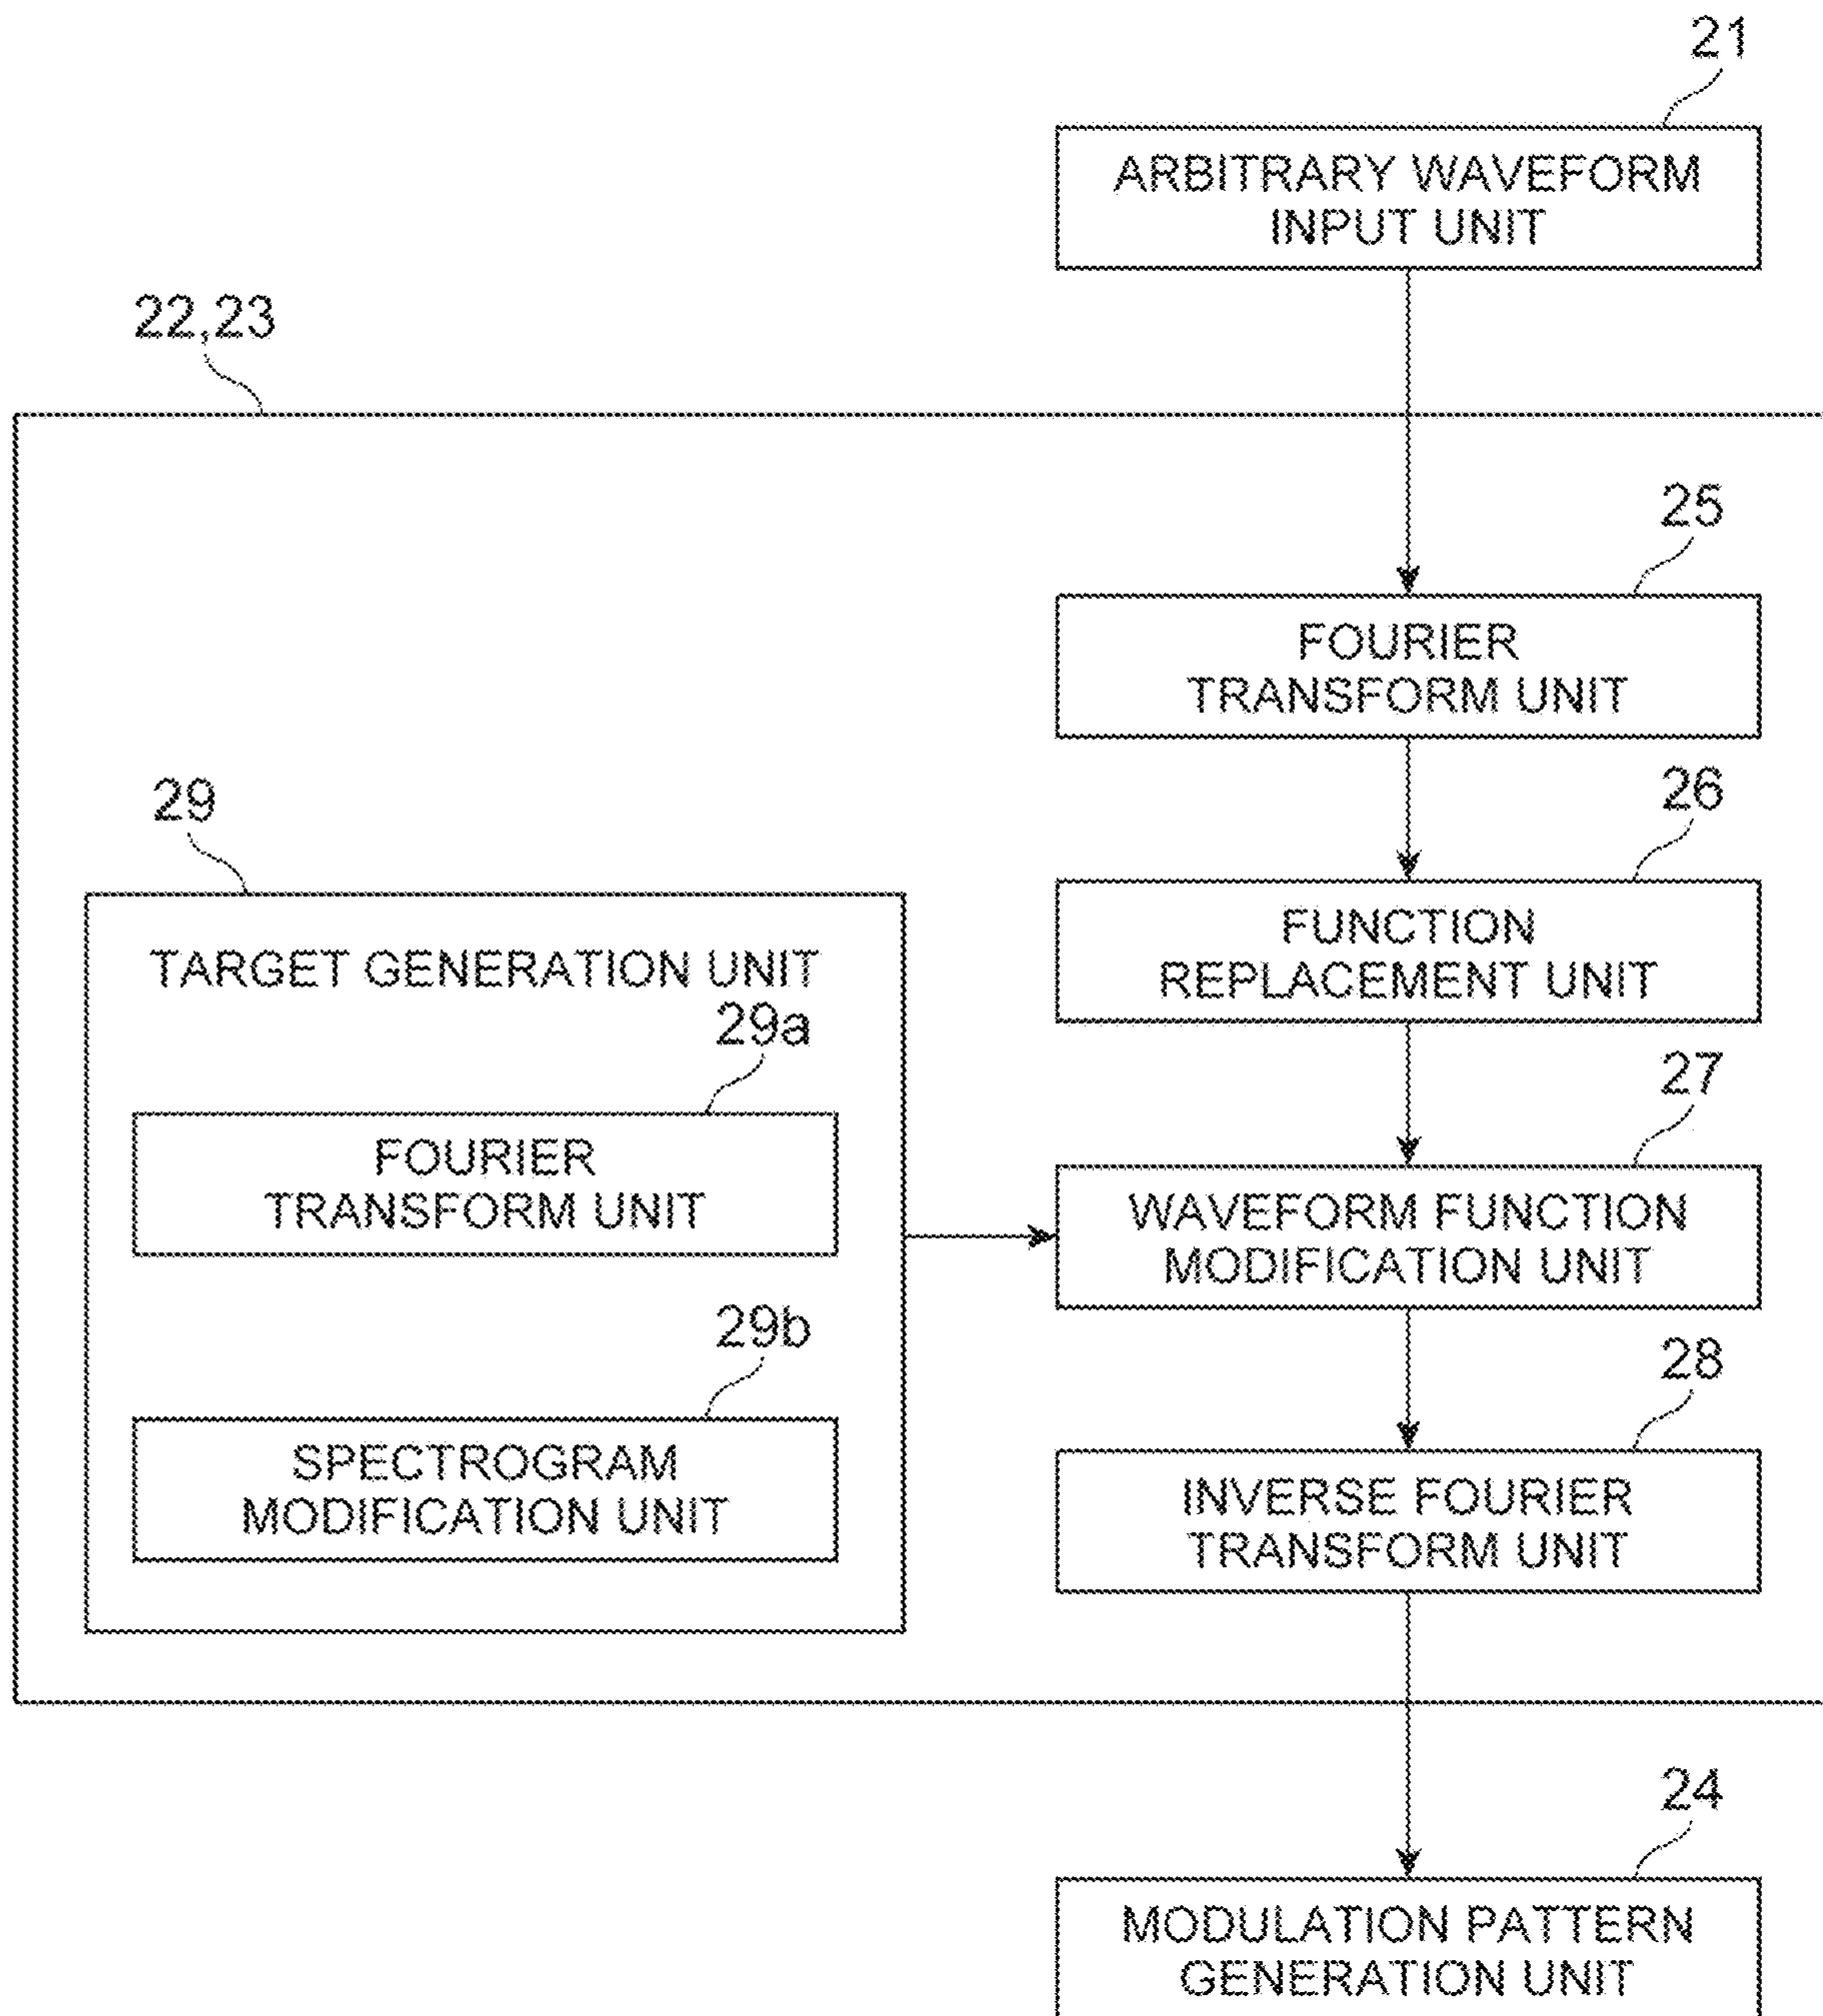 21
ARBITRARY WAVEFORM
INPUT UNIT
22,23
25
FOURIER
TRANSFORM UNIT
26
FUNCTION
REPLACEMENT UNIT
29
TARGET GENERATION UNIT
29a
FOURIER
TRANSFORM UNIT
29b
SPECTROGRAM
MODIFICATION UNIT
27
WAVEFORM FUNCTION
MODIFICATION UNIT
28
INVERSE FOURIER
TRANSFORM UNIT
24
MODULATION PATTERN
GENERATION UNIT